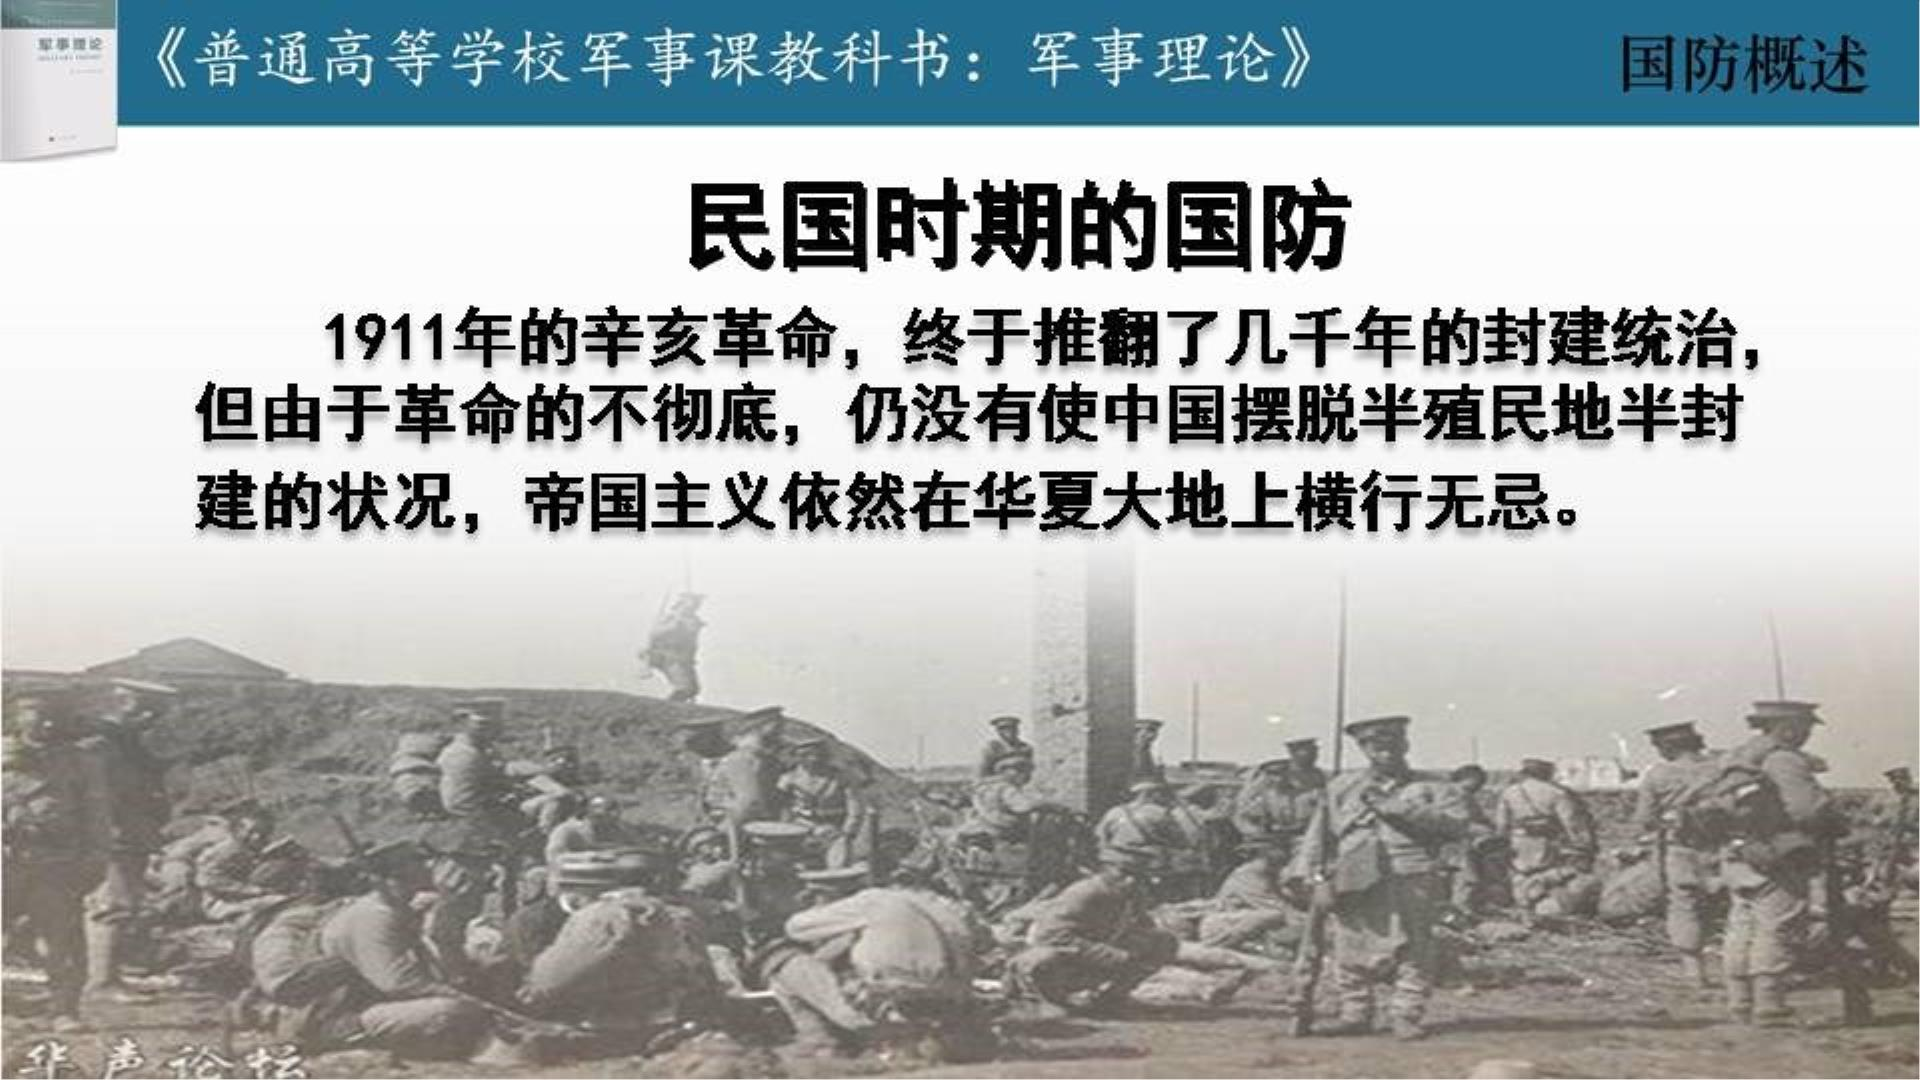 军事理论
《普通高等学校军事课教科书：军事理论》
国防概述
民国时期的国防
1911年的辛亥革命，终于推翻了几千年的封建统治，
但由于革命的不彻底，仍没有使中国摆脱半殖民地半封
建的状况，帝国主义依然在华夏大地上横行无忌。
华声论坛